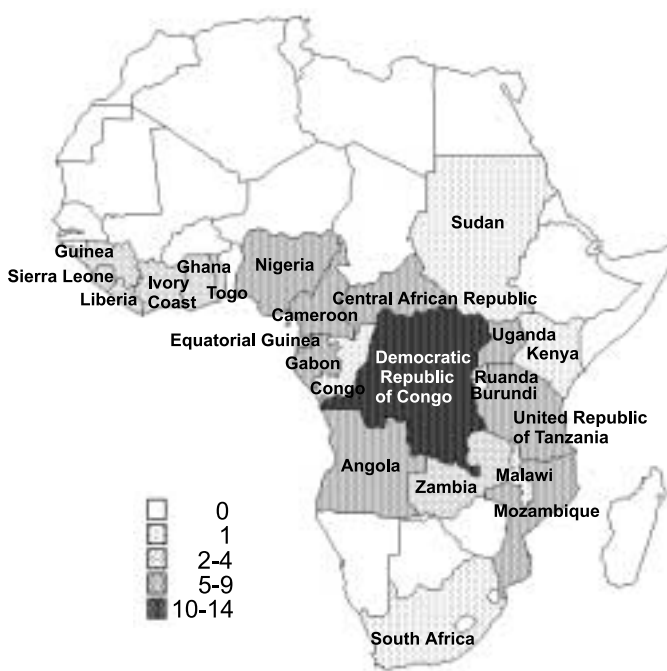 Sudan
Guinea
Ghana
Nigeria
Sierra Leone
Ivory
Coast
Togo
Liberia
Central African Republic
Cameroon
Equatorial Guinea
Uganda
Kenya
Gabon
Democratic
Republic
of Congo
Congo
Ruanda
Burundi
United Republic
of Tanzania
Angola
Malawi
Zambia
Mozambique
0
1
2-4
5-9
10-14
South Africa